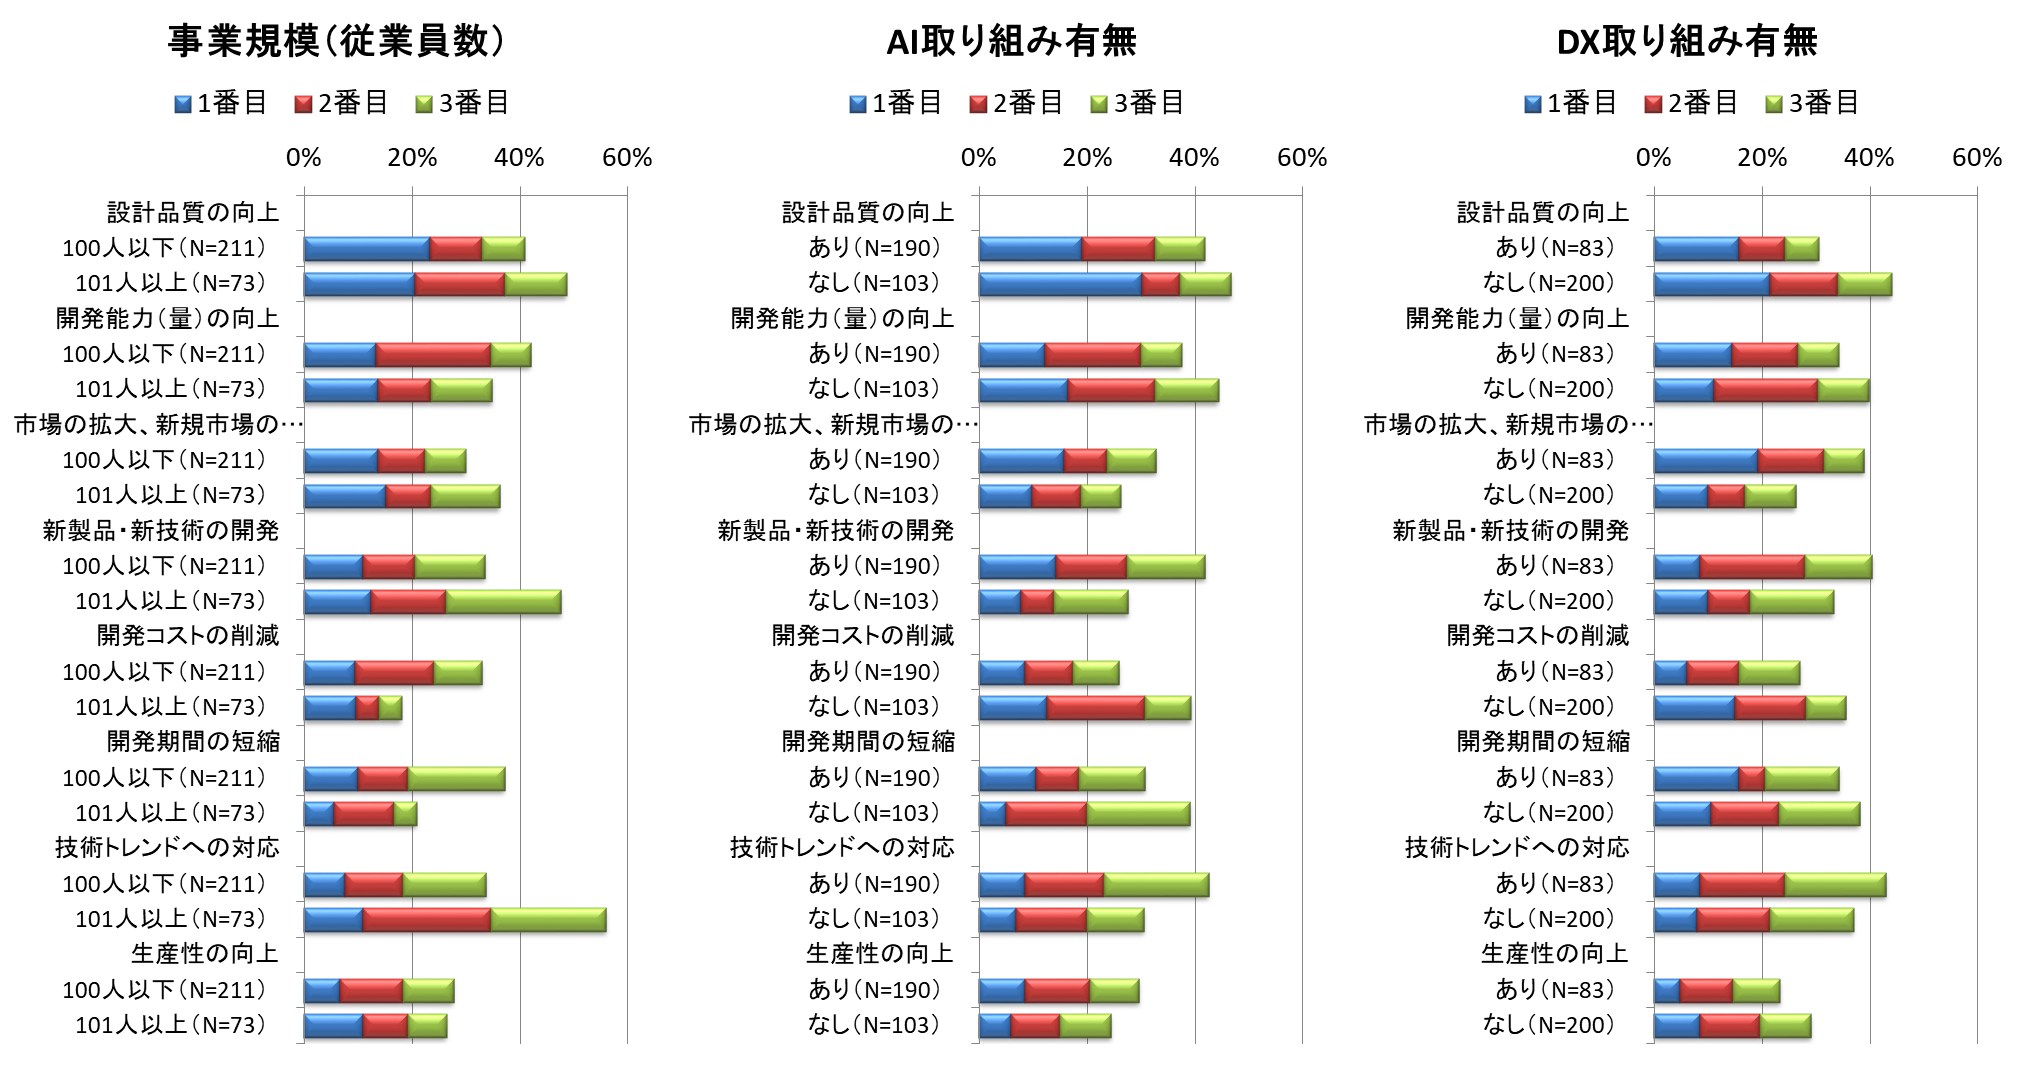 事業規模（従業員数）
1番目 2番目 3番目
0% 20% 40% 60%
設計品質の向上
100人以下（N=211）
101人以上（N=73）
開発能力（量）の向上
100人以下（N=211）
101人以上（N=73）
市場の拡大、新規市場の…
100人以下（N=211）
101人以上（N=73）
新製品・新技術の開発
100人以下（N=211）
101人以上（N=73）
開発コストの削減
100人以下（N=211）
101人以上（N=73）
開発期間の短縮
100人以下（N=211）
101人以上（N=73）
技術トレンドへの対応
100人以下（N=211）
101人以上（N=73）
生産性の向上
100人以下（N=211）
101人以上（N=73）
AI取り組み有無
1番目 2番目 3番目
0% 20% 40% 60%
設計品質の向上
あり（N=190）
なし（N=103）
開発能力（量）の向上
あり（N=190）
なし（N=103）
市場の拡大、新規市場の…
あり（N=190）
なし（N=103）
新製品・新技術の開発
あり（N=190）
なし（N=103）
開発コストの削減
あり（N=190）
なし（N=103）
開発期間の短縮
あり（N=190）
なし（N=103）
技術トレンドへの対応
あり（N=190）
なし（N=103）
生産性の向上
あり（N=190）
なし（N=103）
DX取り組み有無
1番目 2番目 3番目
0% 20% 40% 60%
設計品質の向上
あり（N=83）
なし（N=200）
開発能力（量）の向上
あり（N=83）
なし（N=200）
市場の拡大、新規市場の…
あり（N=83）
なし（N=200）
新製品・新技術の開発
あり（N=83）
なし（N=200）
開発コストの削減
あり（N=83）
なし（N=200）
開発期間の短縮
あり（N=83）
なし（N=200）
技術トレンドへの対応
あり（N=83）
なし（N=200）
生産性の向上
あり（N=83）
なし（N=200）